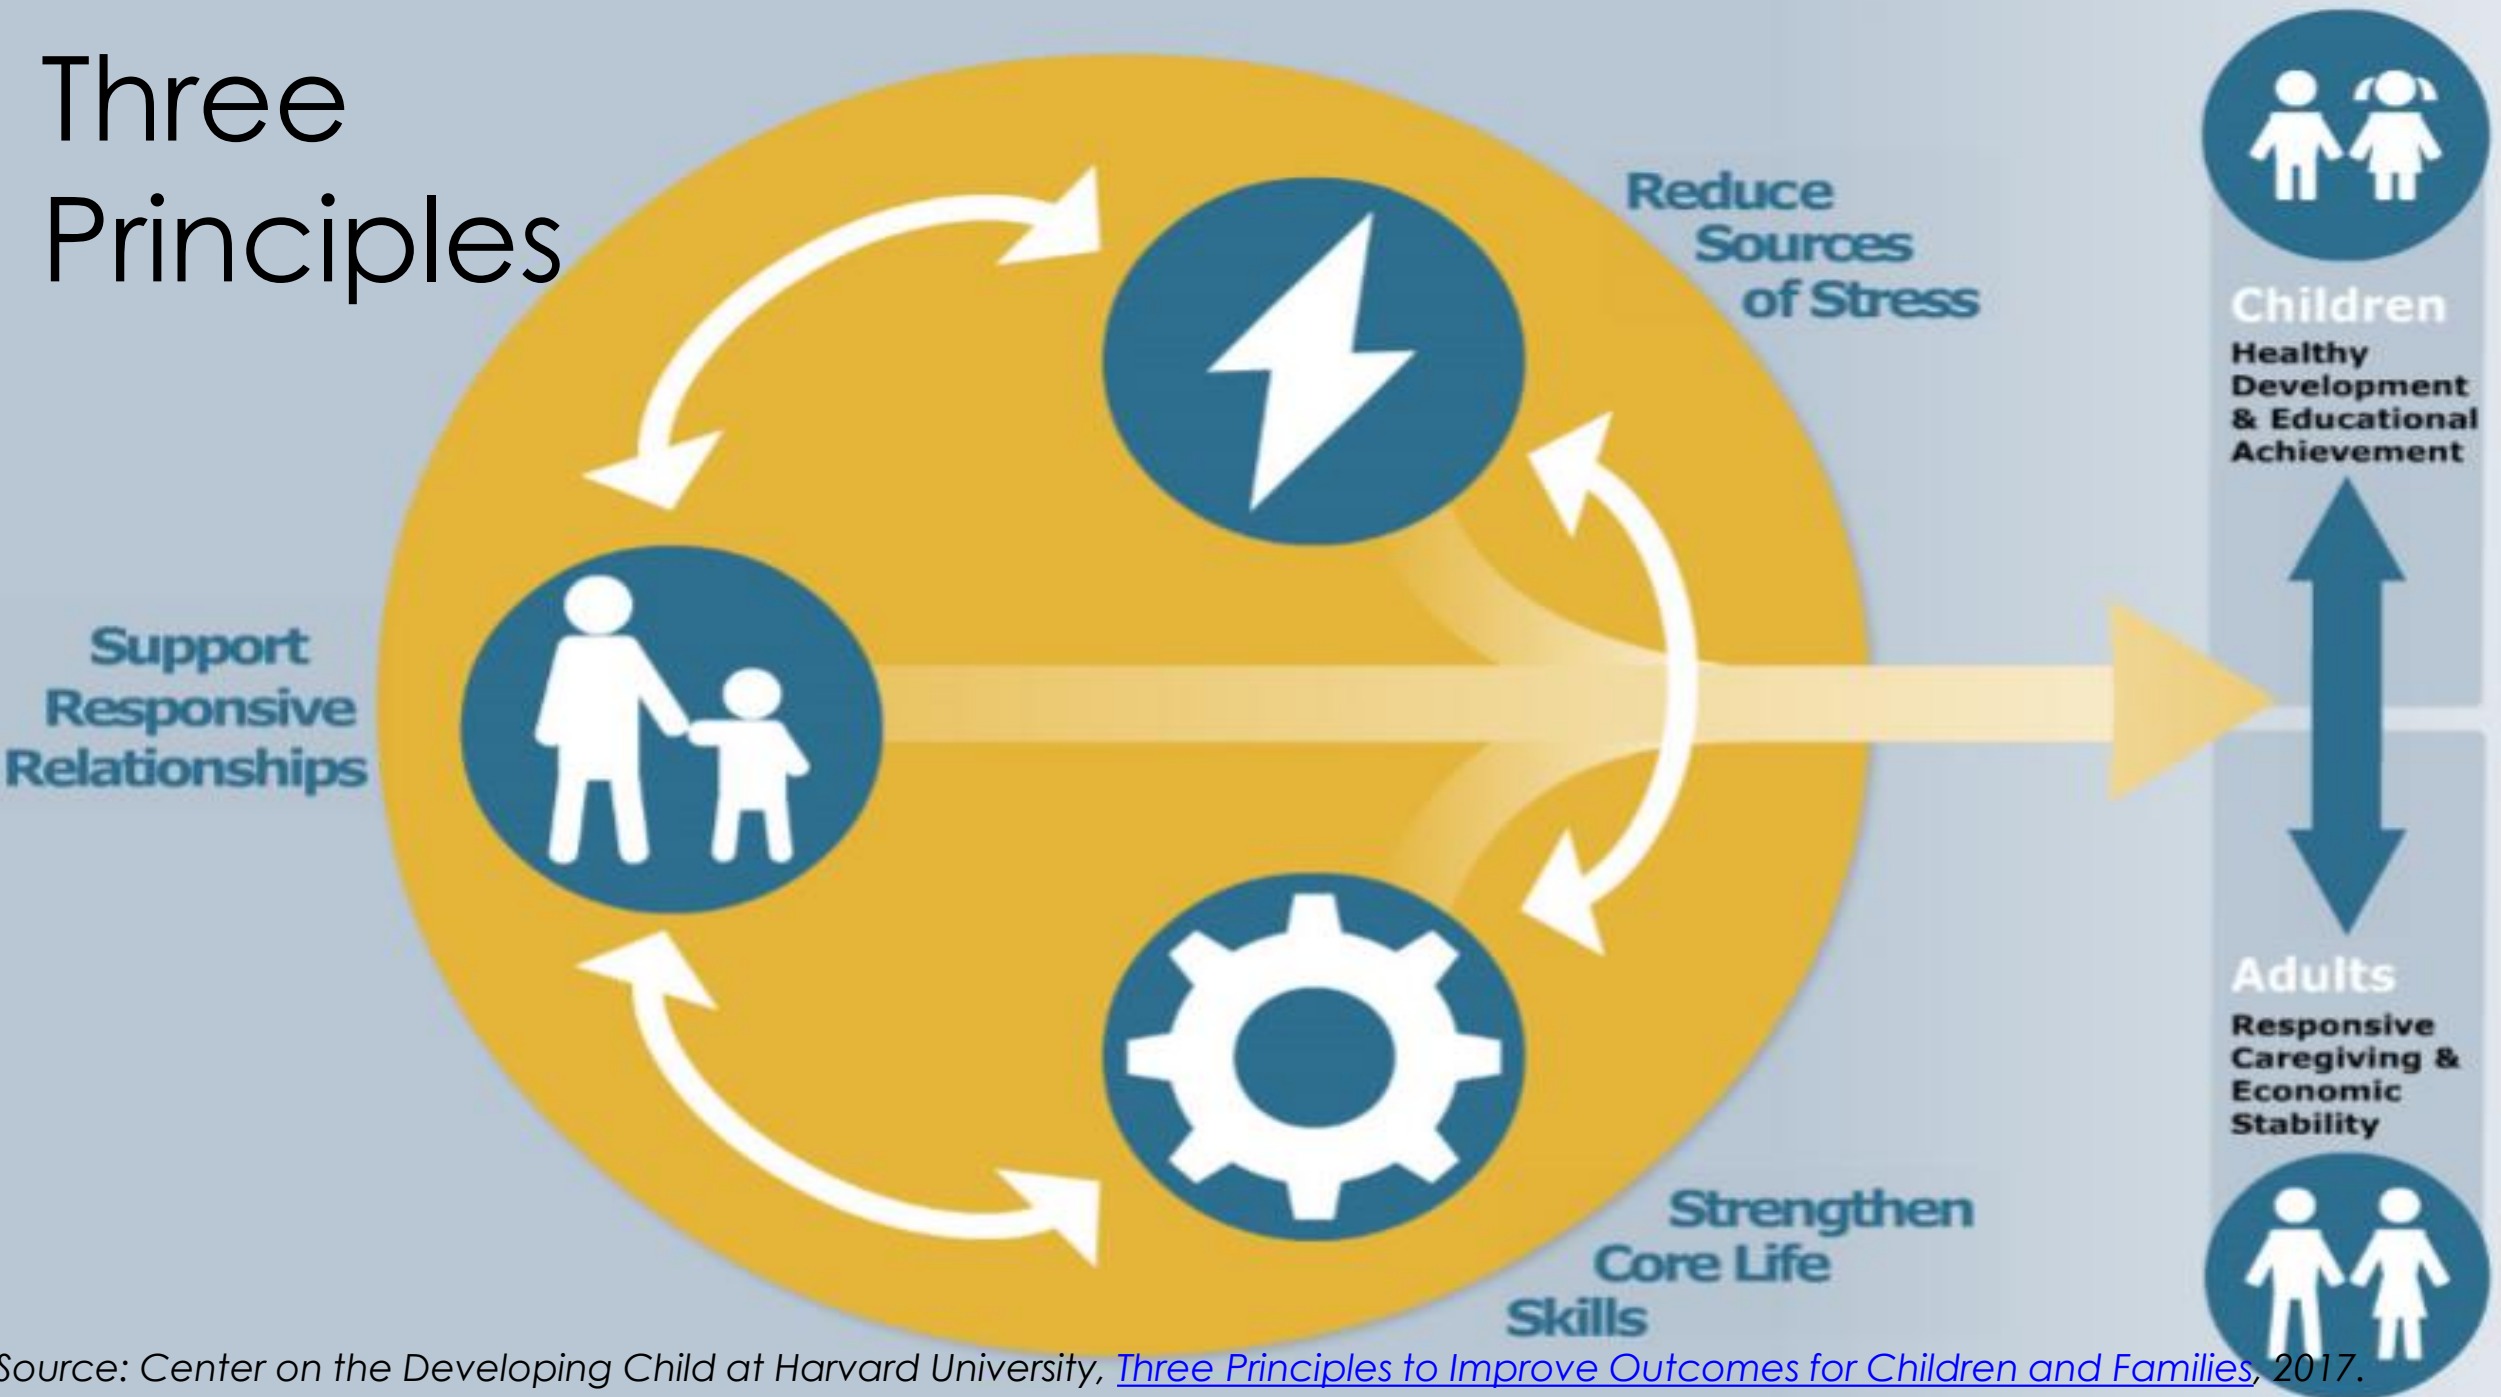 Three
Principles
Reduce
Sources
of Stress
Support
Responsive
Relationships
Strengthen
Core Life
Skills
Children
Healthy
Development
& Educational
Achievement
Adults
Responsive
Caregiving &
Economic
Stability
Source: Center on the Developing Child at Harvard University, Three Principles to Improve Outcomes for Children and Families, 2017.